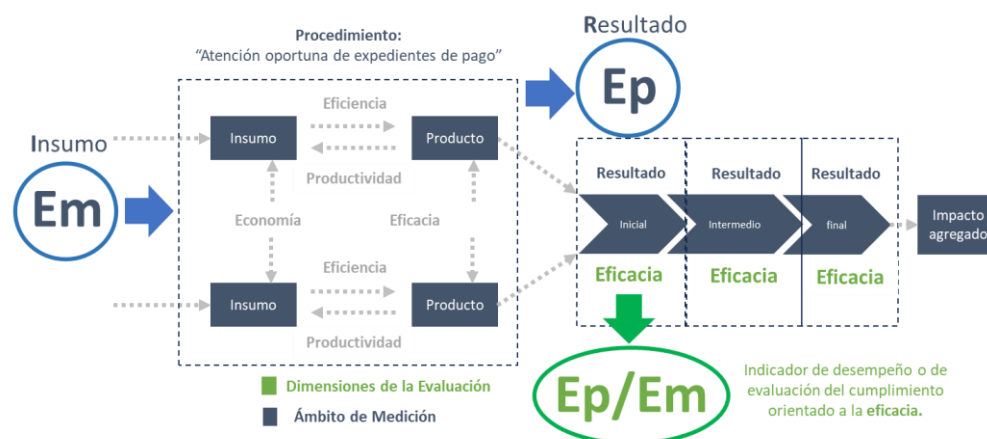 Procedimiento:
“Atención oportuna de expedientes de pago”
Resultado
Ep
Insumo
Em
Insumo
Eficiencia
Productividad
Producto
Economía
Eficacia
Insumo
Eficiencia
Productividad
Producto
Resultado
Resultado
Resultado
Inicial
Intermedio
final
Eficacia
Eficacia
Eficacia
Impacto
agregado
Dimensiones de la Evaluación
Ámbito de Medición
Ep/Em
Indicador de desempeño o de
evaluación del cumplimiento
orientado a la eficacia.